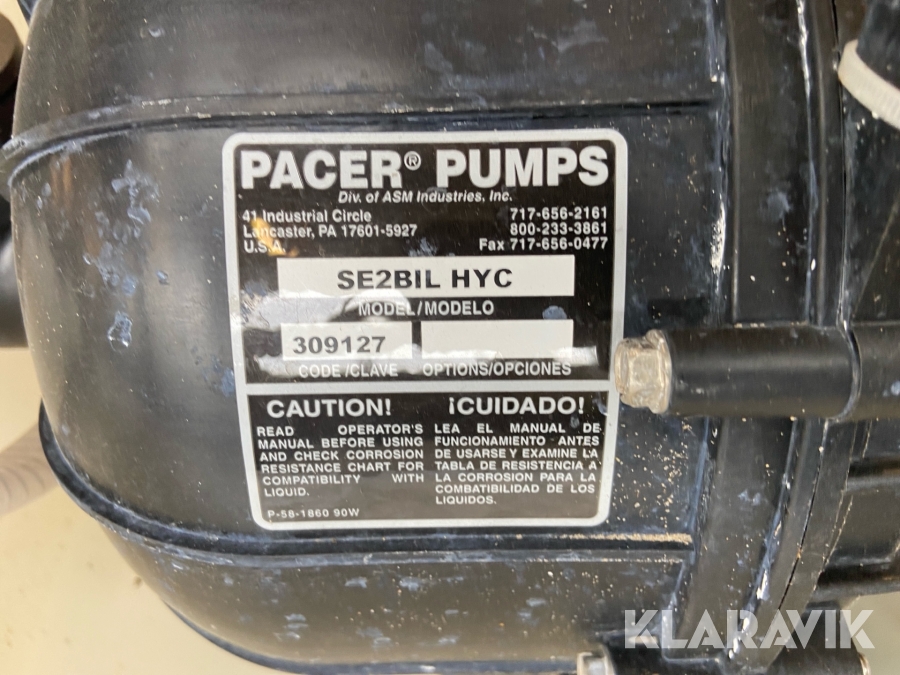 PACER® PUMPS
Div. of ASM Industries, Inc.
41 Industrial Circle 717-656-2161
Lancaster, PA 17601-5927 800-233-3861
U.S.A. Fax 717-656-0477
SE2BIL HYC
MODEL/MODELO
309127
CODE /CLAVE OPTIONS/OPCIONES
CAUTION!
READ OPERATOR'S
MANUAL BEFORE USING
AND CHECK CORROSION
RESISTANCE CHART FOR
COMPATIBILITY WITH
LIQUID.
P-58-1860 90W
¡CUIDADO!
LEA EL MANUAL DE
FUNCIONAMIENTO ANTES
DE USARSE Y EXAMINE LA
TABLA DE RESISTENCIA A
LA CORROSION PARA LA
COMBATIBILIDAD DE LOS
LIQUIDOS.
KLARAVIK